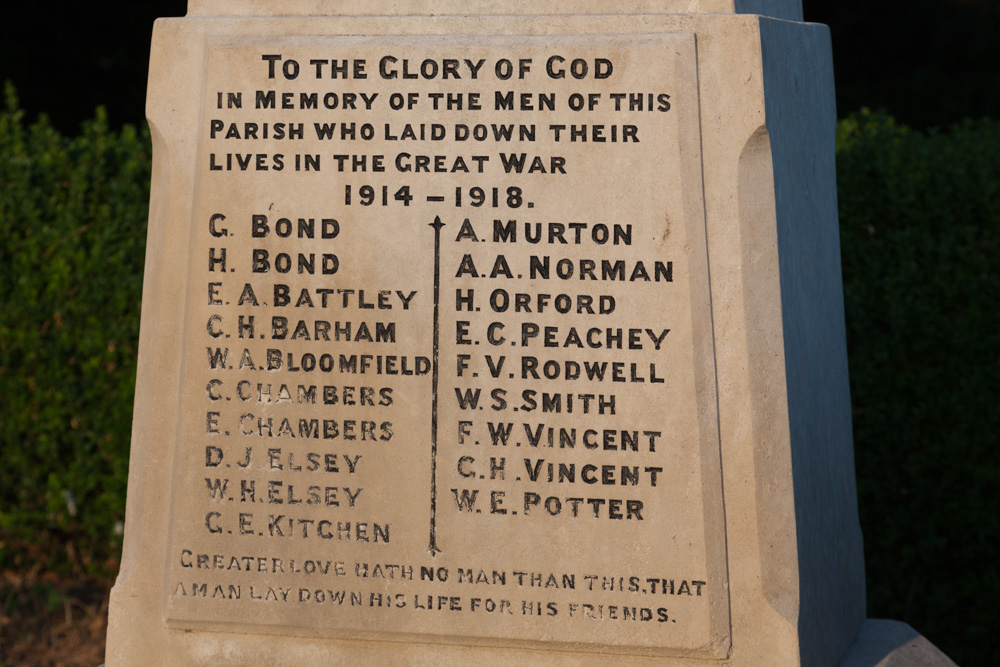 TO THE GLORY OF GOD
IN MEMORY OF THE MEN OF THIS
PARISH WHO LAID DOWN THEIR
LIVES IN THE GREAT WAR
1914 – 1918.
G. BOND
H. BOND
E. A. BATTLEY
C. H. BARHAM
W. A. BLOOMFIELD
C. CHAMBERS
E. CHAMBERS
D. J. ELSEY
W. H. ELSEY
G. E. KITCHEN
A. MURTON
A. A. NORMAN
H. ORFORD
E. C. PEACHEY
F. V. RODWELL
W. S. SMITH
F. W. VINCENT
C. H. VINCENT
W. E. POTTER
GREATER LOVE HATH NO MAN THAN THIS, THAT
A MAN LAY DOWN HIS LIFE FOR HIS FRIENDS.